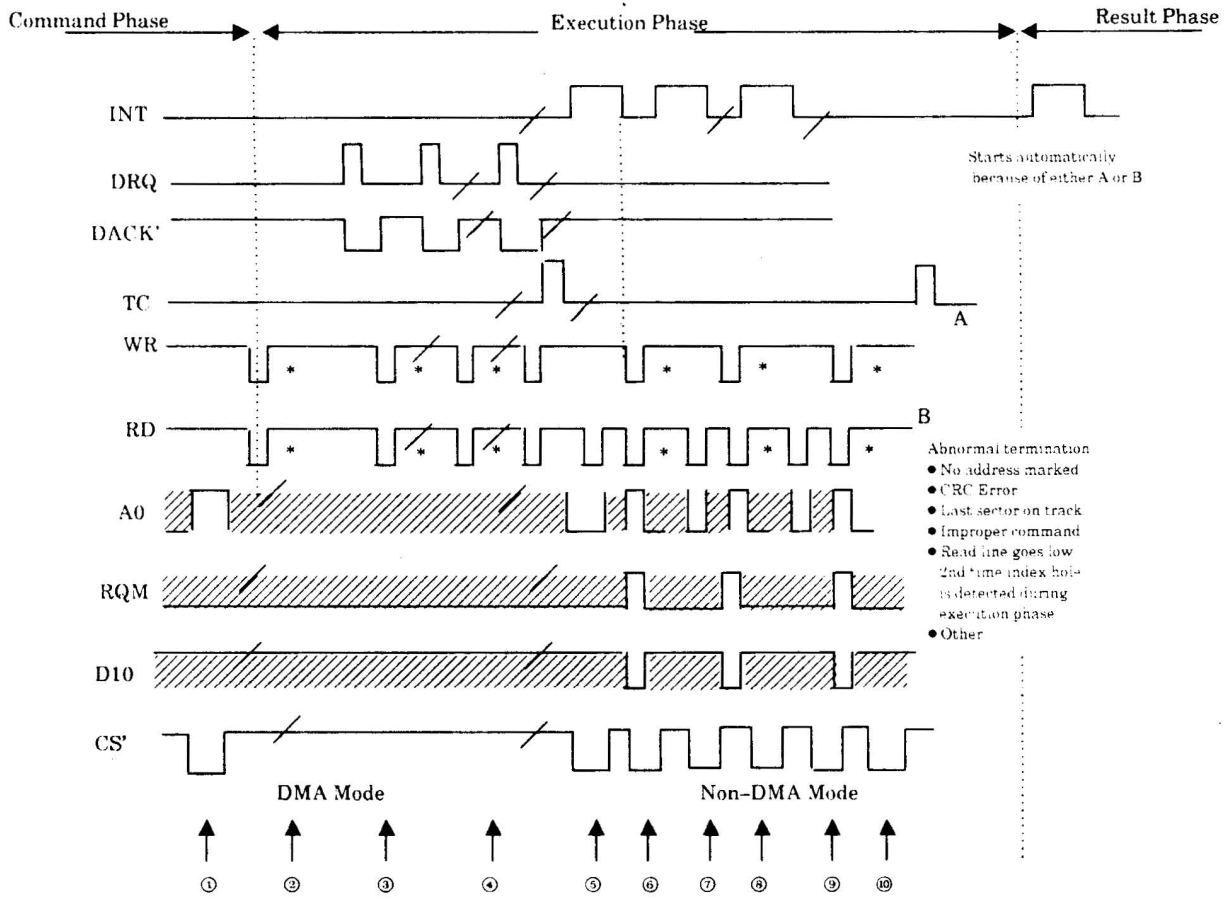 Command Phase
Execution Phase
Result Phase
INT
Starts automatically
because of either A or B
DRQ
DACK'
TC
A
WR
* * * * * *
RD
B
* * * * * *
Abnormal termination
● No address marked
● CRC Error
● Last sector on track
● Improper command
● Read line goes low
2nd time index hole
is detected during
execution phase
● Other
A0
RQM
D10
CS'
DMA Mode
Non-DMA Mode
① ② ③ ④ ⑤ ⑥ ⑦ ⑧ ⑨ ⑩